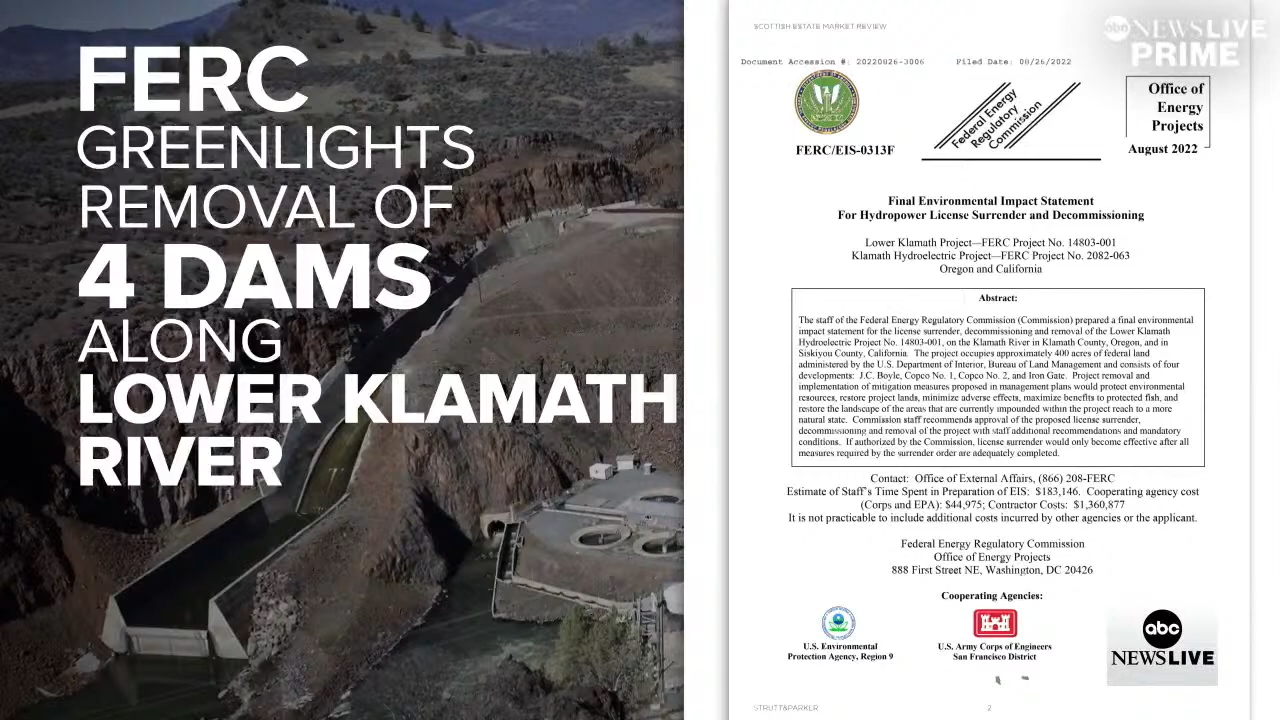 FERC
GREENLIGHTS
REMOVAL OF
4 DAMS
ALONG
LOWER KLAMATH
RIVER
SCOTTISH ESTATE MARKET REVIEW
abc NEWSLIVE
PRIME
Document Accession #: 20220826-3006 Filed Date: 08/26/2022
FERC/EIS-0313F
Federal Energy
Regulatory
Commission
Office of
Energy
Projects
August 2022
Final Environmental Impact Statement
For Hydropower License Surrender and Decommissioning
Lower Klamath Project—FERC Project No. 14803-001
Klamath Hydroelectric Project—FERC Project No. 2082-063
Oregon and California
Abstract:
The staff of the Federal Energy Regulatory Commission (Commission) prepared a final environmental
impact statement for the license surrender, decommissioning and removal of the Lower Klamath
Hydroelectric Project No. 14803-001, on the Klamath River in Klamath County, Oregon, and in
Siskiyou County, California. The project occupies approximately 400 acres of federal land
administered by the U.S. Department of Interior, Bureau of Land Management and consists of four
developments: J.C. Boyle, Copco No. 1, Copco No. 2, and Iron Gate. Project removal and
implementation of mitigation measures proposed in management plans would protect environmental
resources, restore project lands, minimize adverse effects, maximize benefits to protected fish, and
restore the landscape of the areas that are currently impounded within the project reach to a more
natural state. Commission staff recommends approval of the proposed license surrender,
decommissioning and removal of the project with staff additional recommendations and mandatory
conditions. If authorized by the Commission, license surrender would only become effective after all
measures required by the surrender order are adequately completed.
Contact: Office of External Affairs, (866) 208-FERC
Estimate of Staff's Time Spent in Preparation of EIS: $183,146. Cooperating agency cost
(Corps and EPA): $44,975; Contractor Costs: $1,360,877
It is not practicable to include additional costs incurred by other agencies or the applicant.
Federal Energy Regulatory Commission
Office of Energy Projects
888 First Street NE, Washington, DC 20426
Cooperating Agencies:
U.S. Environmental
Protection Agency, Region 9
U.S. Army Corps of Engineers
San Francisco District
abc
NEWSLIVE
STRUTT&PARKER
2